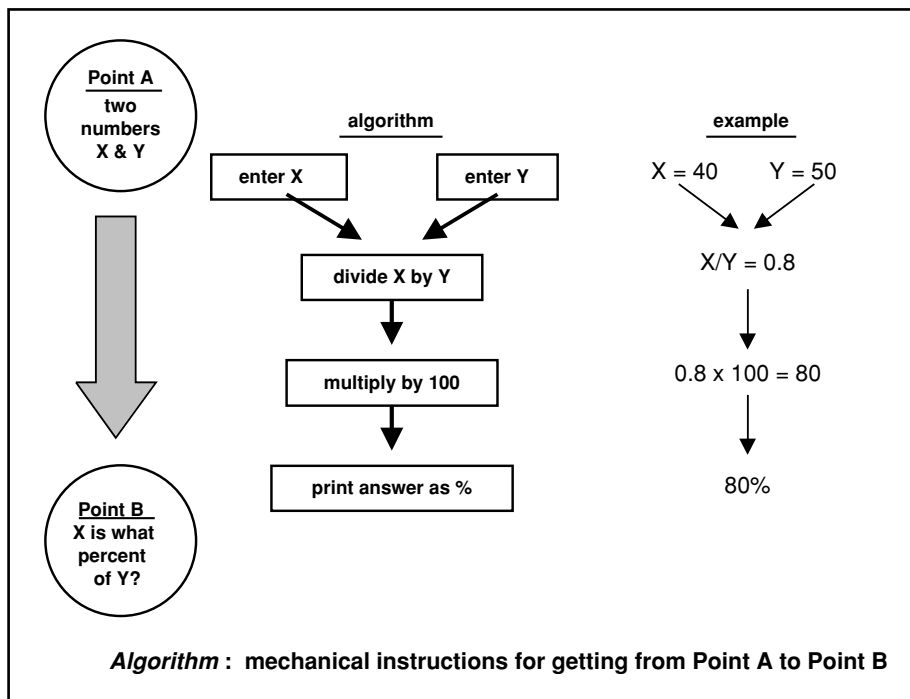 Point A
two
numbers
X & Y
algorithm
example
enter X
enter Y
X = 40
Y = 50
divide X by Y
X/Y = 0.8
multiply by 100
0.8 x 100 = 80
print answer as %
80%
Point B
X is what
percent
of Y?
Algorithm : mechanical instructions for getting from Point A to Point B